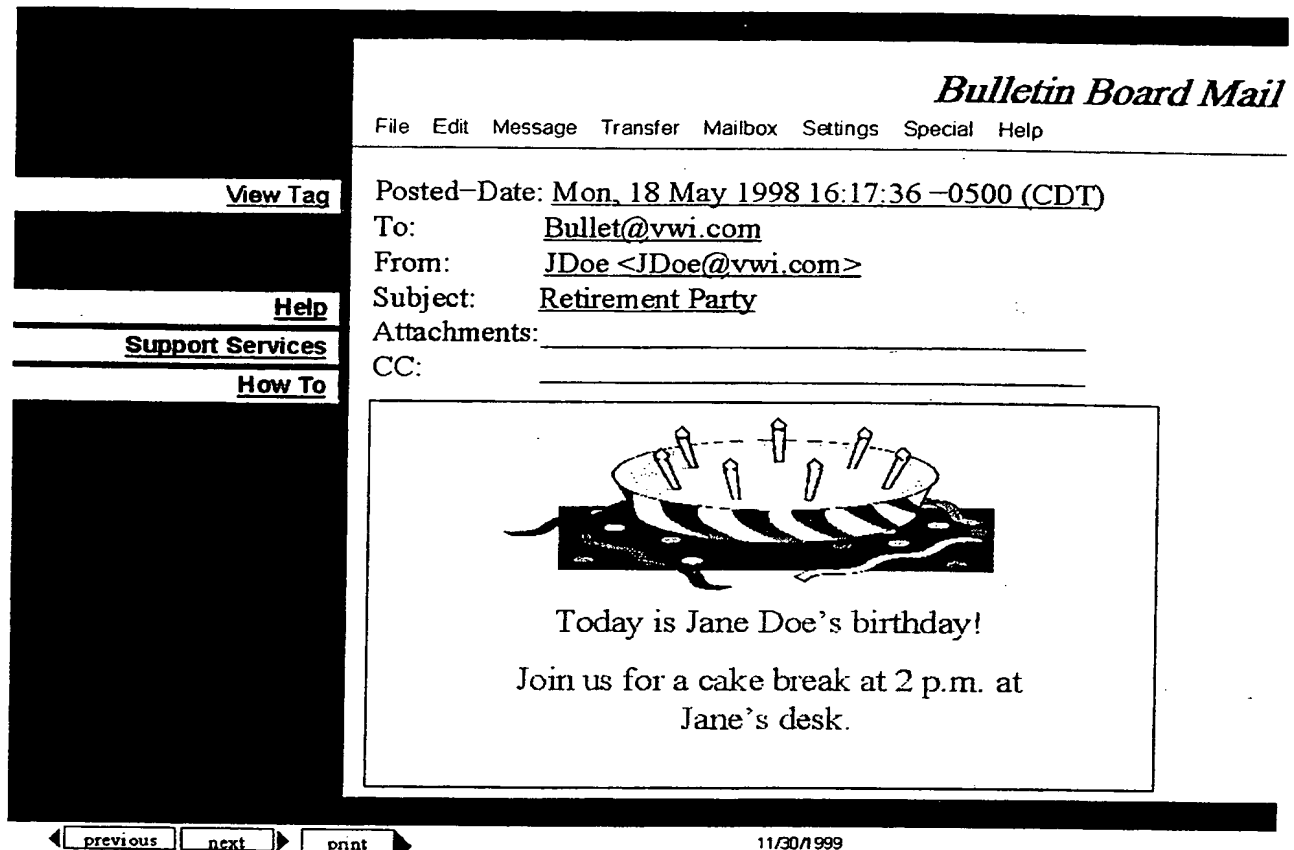 Bulletin Board Mail
File Edit Message Transfer Mailbox Settings Special Help
View Tag
Help
Support Services
How To
Posted-Date: Mon, 18 May 1998 16:17:36 -0500 (CDT)
To: Bullet@vwi.com
From: JDoe <JDoe@vwi.com>
Subject: Retirement Party
Attachments:
CC:
Today is Jane Doe's birthday!
Join us for a cake break at 2 p.m. at
Jane's desk.
previous next print 11/30/1999